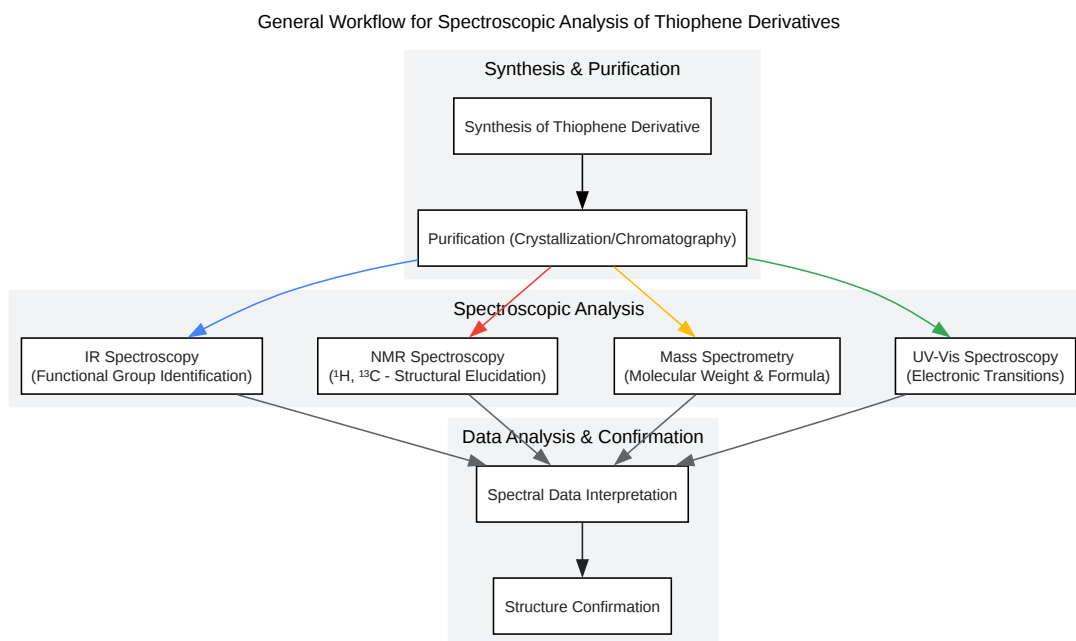 General Workflow for Spectroscopic Analysis of Thiophene Derivatives
Synthesis & Purification
Synthesis of Thiophene Derivative
Purification (Crystallization/Chromatography)
Spectroscopic Analysis
IR Spectroscopy
(Functional Group Identification)
NMR Spectroscopy
(¹H, ¹³C - Structural Elucidation)
Mass Spectrometry
(Molecular Weight & Formula)
UV-Vis Spectroscopy
(Electronic Transitions)
Data Analysis & Confirmation
Spectral Data Interpretation
Structure Confirmation